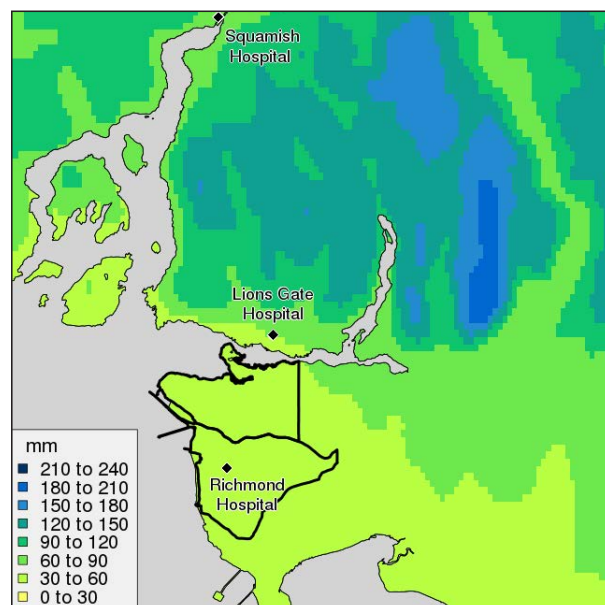 Squamish
Hospital
Lions Gate
Hospital
Richmond
Hospital
mm
210 to 240
180 to 210
150 to 180
120 to 150
90 to 120
60 to 90
30 to 60
0 to 30